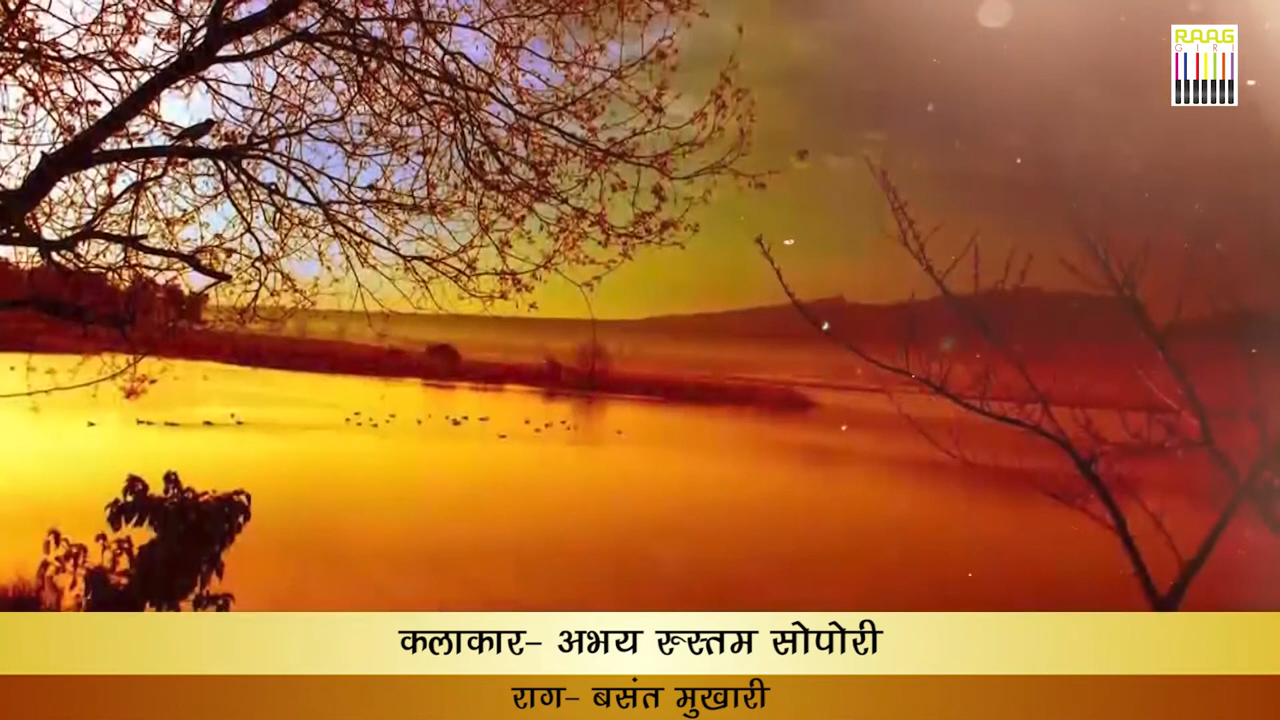 RAAG
GIRI
कलाकार- अभय रूस्तम सोपोरी
राग- बसंत मुखारी